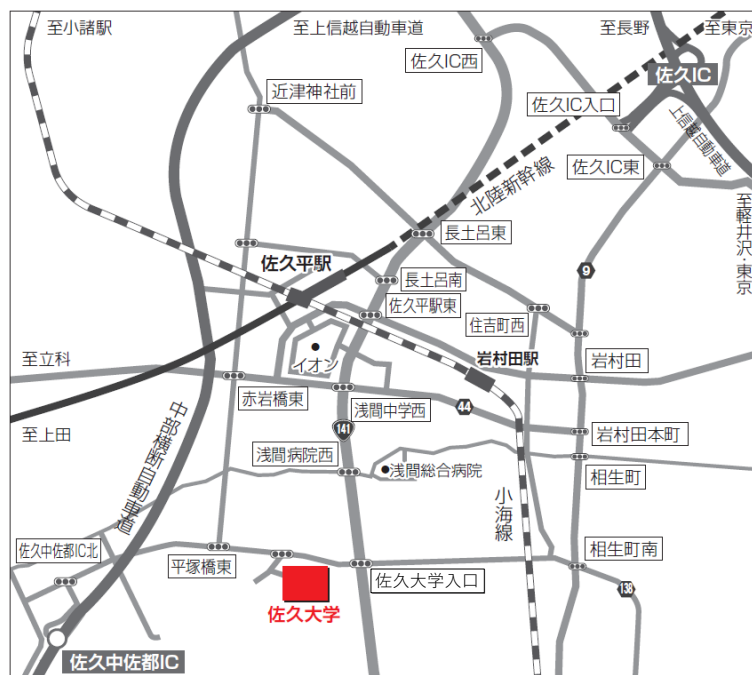 至小諸駅
至上信越自動車道
至長野
至東京
佐久IC西
佐久IC
近津神社前
佐久IC入口
上信越自動車道
佐久IC東
北陸新幹線
至軽井沢・東京
長土呂東
佐久平駅
長土呂南
9
佐久平駅東
住吉町西
イオン
岩村田駅
岩村田
至立科
赤岩橋東
浅間中学西
44
至上田
中部横断自動車道
141
岩村田本町
浅間病院西
浅間総合病院
相生町
小海線
佐久中佐都IC北
平塚橋東
佐久大学入口
相生町南
138
佐久大学
佐久中佐都IC